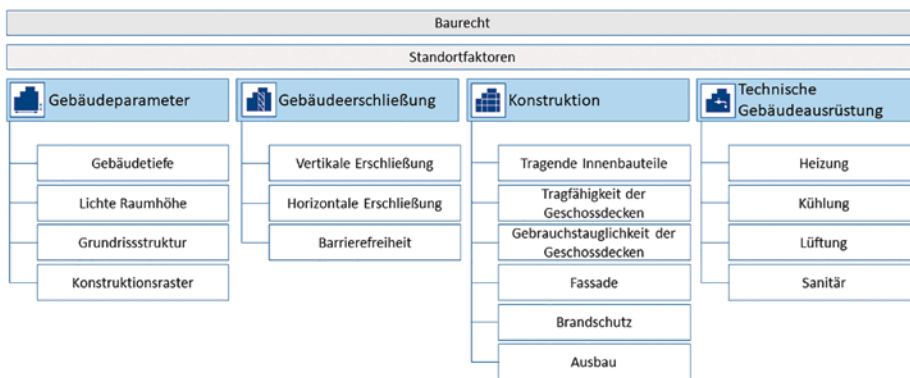 Baurecht
Standortfaktoren
Gebäudeparameter
Gebäudetiefe
Lichte Raumhöhe
Grundrissstruktur
Konstruktionsraster
Gebäudeerschließung
Vertikale Erschließung
Horizontale Erschließung
Barrierefreiheit
Konstruktion
Tragende Innenbauteile
Tragfähigkeit der
Geschossdecken
Gebrauchstauglichkeit der
Geschossdecken
Fassade
Brandschutz
Ausbau
Technische
Gebäudeausrüstung
Heizung
Kühlung
Lüftung
Sanitär